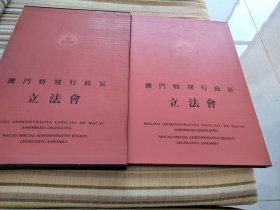 澳門特別行政區
立法會
REGIÃO ADMINISTRATIVA ESPECIAL DE MACAU
ASSEMBLEIA LEGISLATIVA
MACAU SPECIAL ADMINISTRATIVE REGION
LEGISLATIVE ASSEMBLY
澳門特別行政區
立法會
REGIÃO ADMINISTRATIVA ESPECIAL DE MACAU
ASSEMBLEIA LEGISLATIVA
MACAU SPECIAL ADMINISTRATIVE REGION
LEGISLATIVE ASSEMBLY